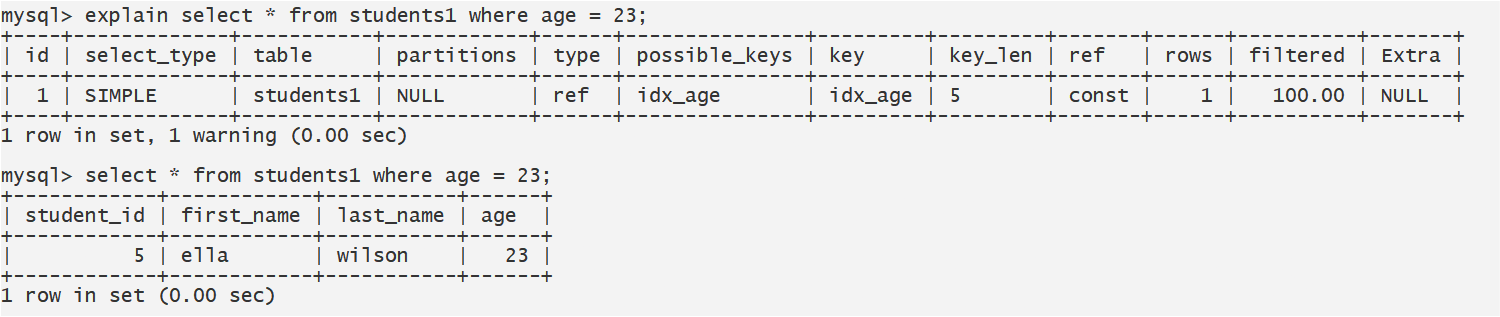 mysql> explain select * from students1 where age = 23;
+----+-------------+-----------+------------+------+---------------+---------+---------+-------+------+----------+-------+
| id | select_type | table     | partitions | type | possible_keys | key     | key_len | ref   | rows | filtered | Extra |
+----+-------------+-----------+------------+------+---------------+---------+---------+-------+------+----------+-------+
|  1 | SIMPLE      | students1 | NULL       | ref  | idx_age       | idx_age | 5       | const |    1 |   100.00 | NULL  |
+----+-------------+-----------+------------+------+---------------+---------+---------+-------+------+----------+-------+
1 row in set, 1 warning (0.00 sec)
mysql> select * from students1 where age = 23;
+------------+------------+-----------+------+
| student_id | first_name | last_name | age  |
+------------+------------+-----------+------+
|          5 | ella       | wilson    |   23 |
+------------+------------+-----------+------+
1 row in set (0.00 sec)